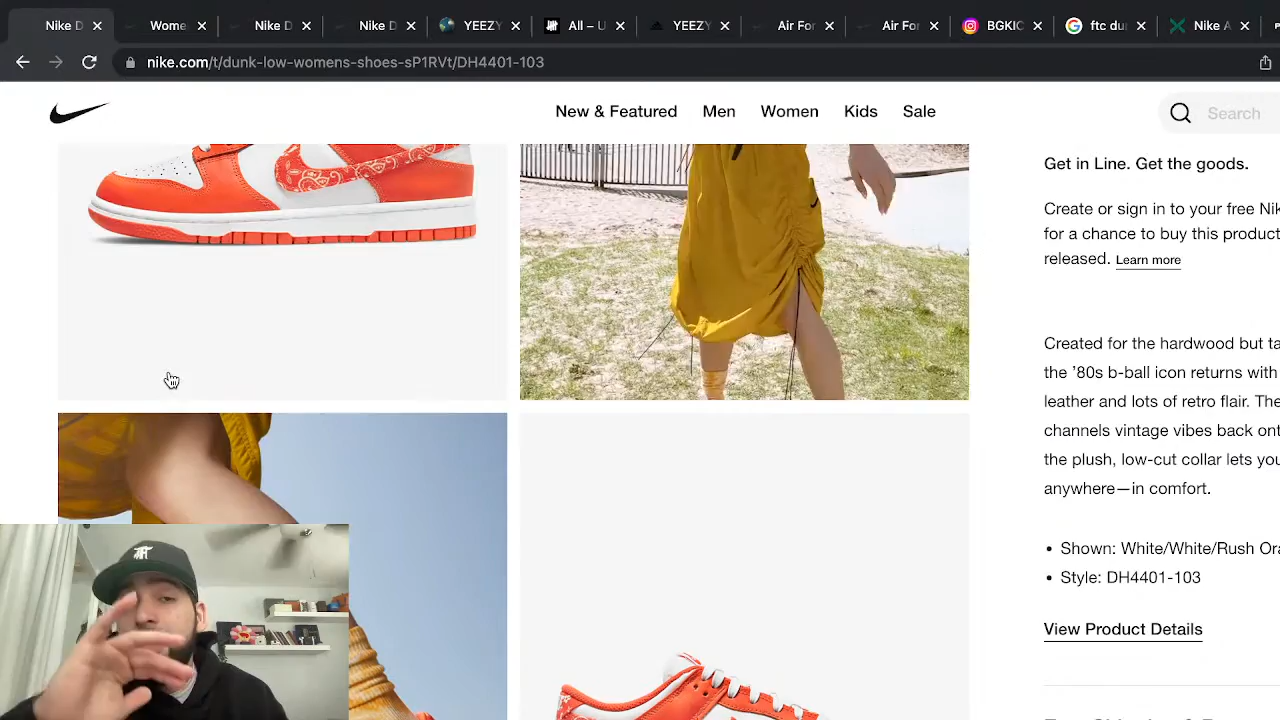 Nike D
Wome
Nike D
Nike D
YEEZY
All – U
YEEZY
Air For
Air For
BGKIC
ftc du
Nike A
nike.com/t/dunk-low-womens-shoes-sP1RVt/DH4401-103
New & Featured
Men
Women
Kids
Sale
Search
Get in Line. Get the goods.
Create or sign in to your free Nik
for a chance to buy this product
released. Learn more
Created for the hardwood but ta
the ’80s b-ball icon returns with
leather and lots of retro flair. The
channels vintage vibes back ont
the plush, low-cut collar lets you
anywhere—in comfort.
• Shown: White/White/Rush Ora
• Style: DH4401-103
View Product Details